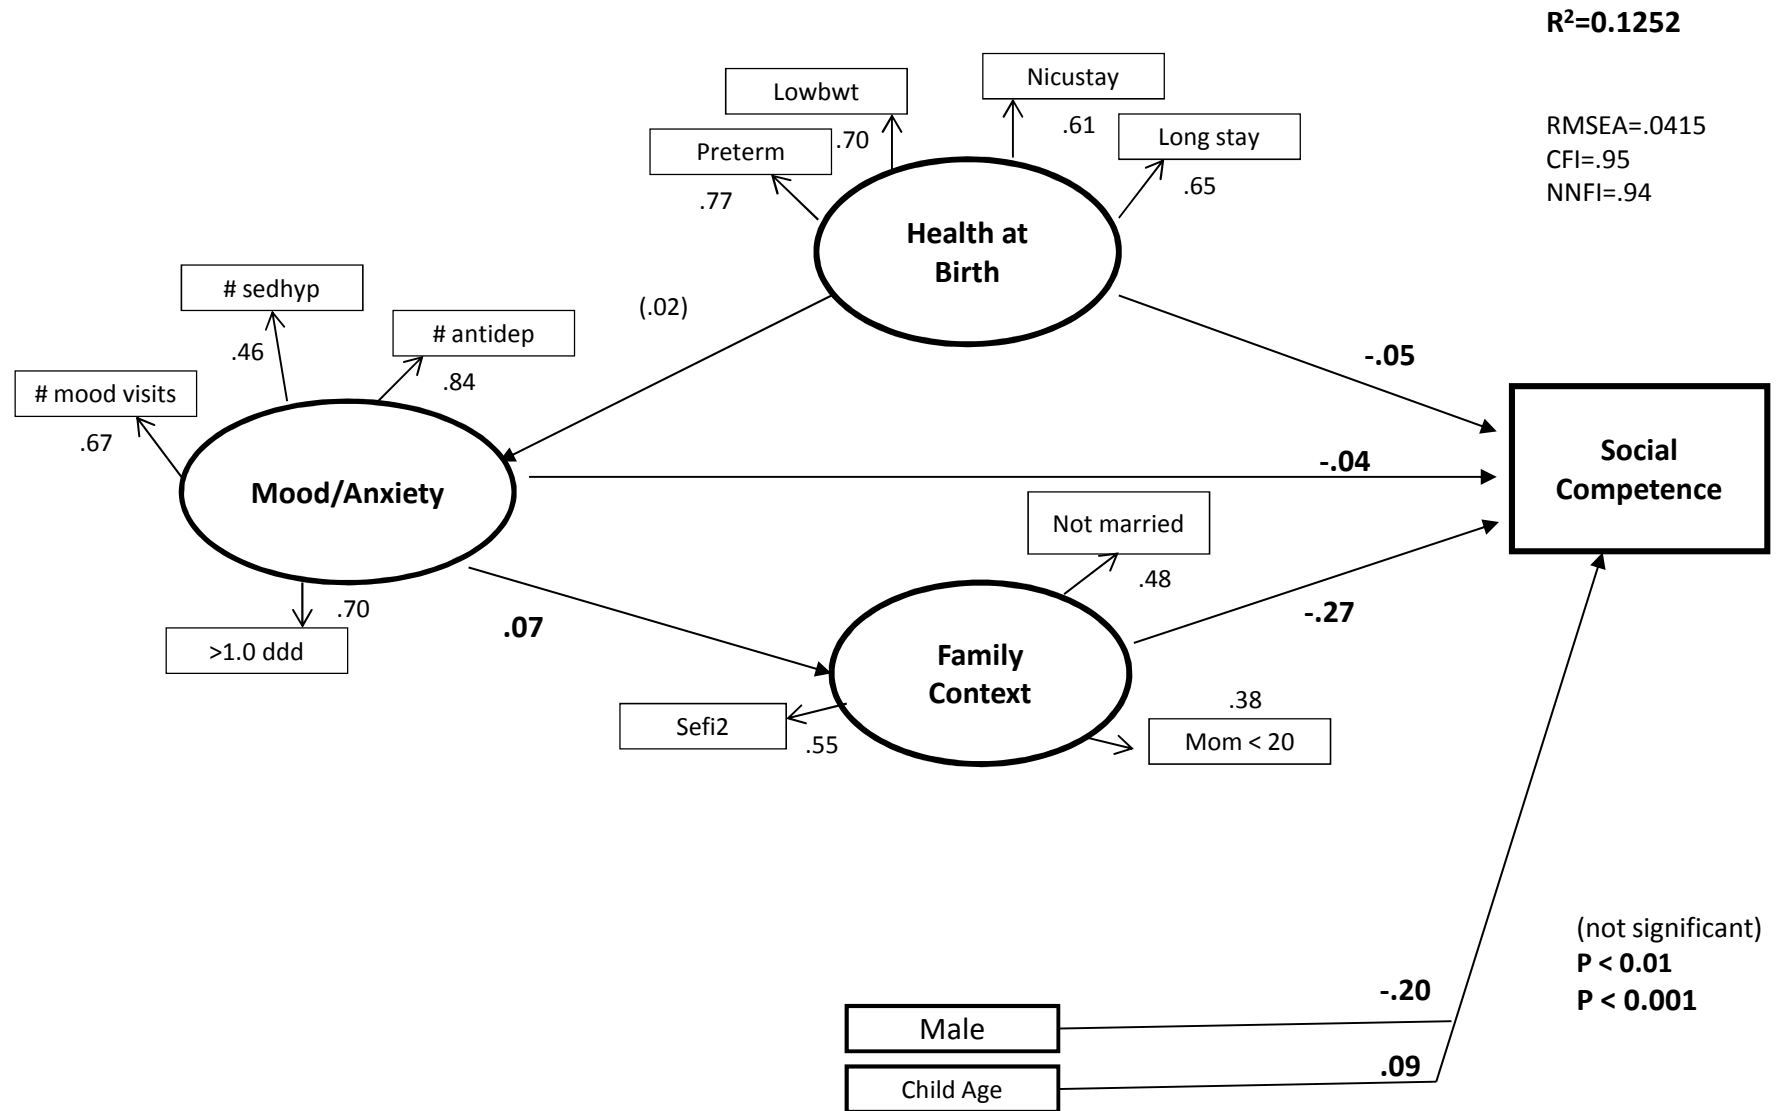 R²=0.1252
RMSEA=.0415
CFI=.95
NNFI=.94
Lowbwt
.70
Nicustay
.61
Preterm
.77
Long stay
.65
Health at
Birth
(.02)
-.05
# sedhyp
.46
# antidep
.84
# mood visits
.67
Mood/Anxiety
.70
>1.0 ddd
-.04
Social
Competence
.07
Not married
.48
-.27
Family
Context
Sefi2
.55
.38
Mom < 20
(not significant)
P < 0.01
P < 0.001
-.20
Male
.09
Child Age